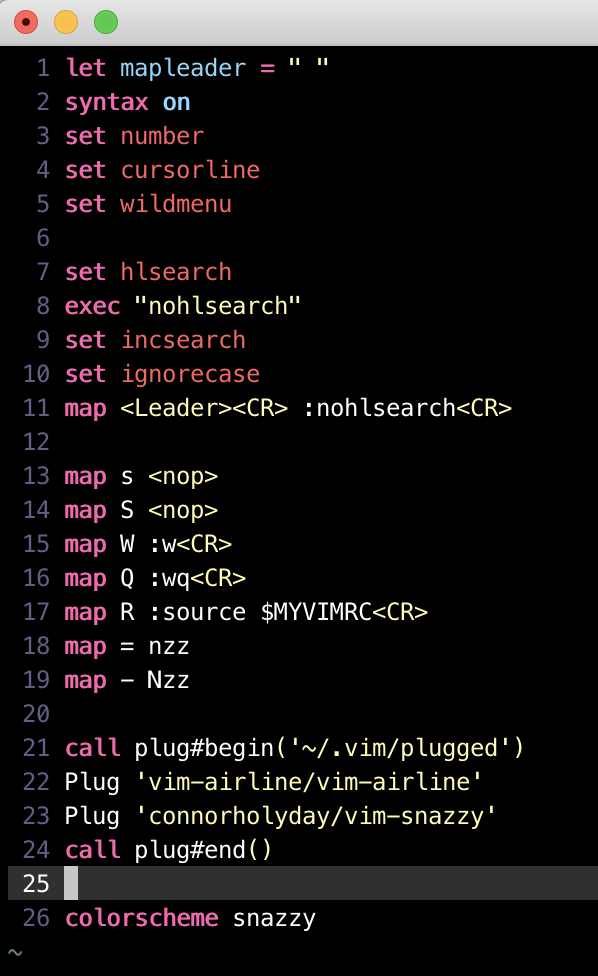 1 let mapleader = " "
2 syntax on
3 set number
4 set cursorline
5 set wildmenu
6
7 set hlsearch
8 exec "nohlsearch"
9 set incsearch
10 set ignorecase
11 map <Leader><CR> :nohlsearch<CR>
12
13 map s <nop>
14 map S <nop>
15 map W :w<CR>
16 map Q :wq<CR>
17 map R :source $MYVIMRC<CR>
18 map = nzz
19 map - Nzz
20
21 call plug#begin('~/.vim/plugged')
22 Plug 'vim-airline/vim-airline'
23 Plug 'connorholyday/vim-snazzy'
24 call plug#end()
25
26 colorscheme snazzy
~